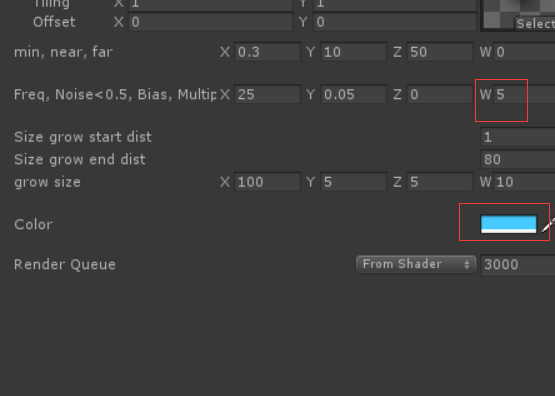 Tiling X 1 Y 1
Offset X 0 Y 0
Select
min, near, far X 0.3 Y 10 Z 50 W 0
Freq, Noise<0.5, Bias, Multip X 25 Y 0.05 Z 0 W 5
Size grow start dist 1
Size grow end dist 80
grow size X 100 Y 5 Z 5 W 10
Color
Render Queue From Shader 3000